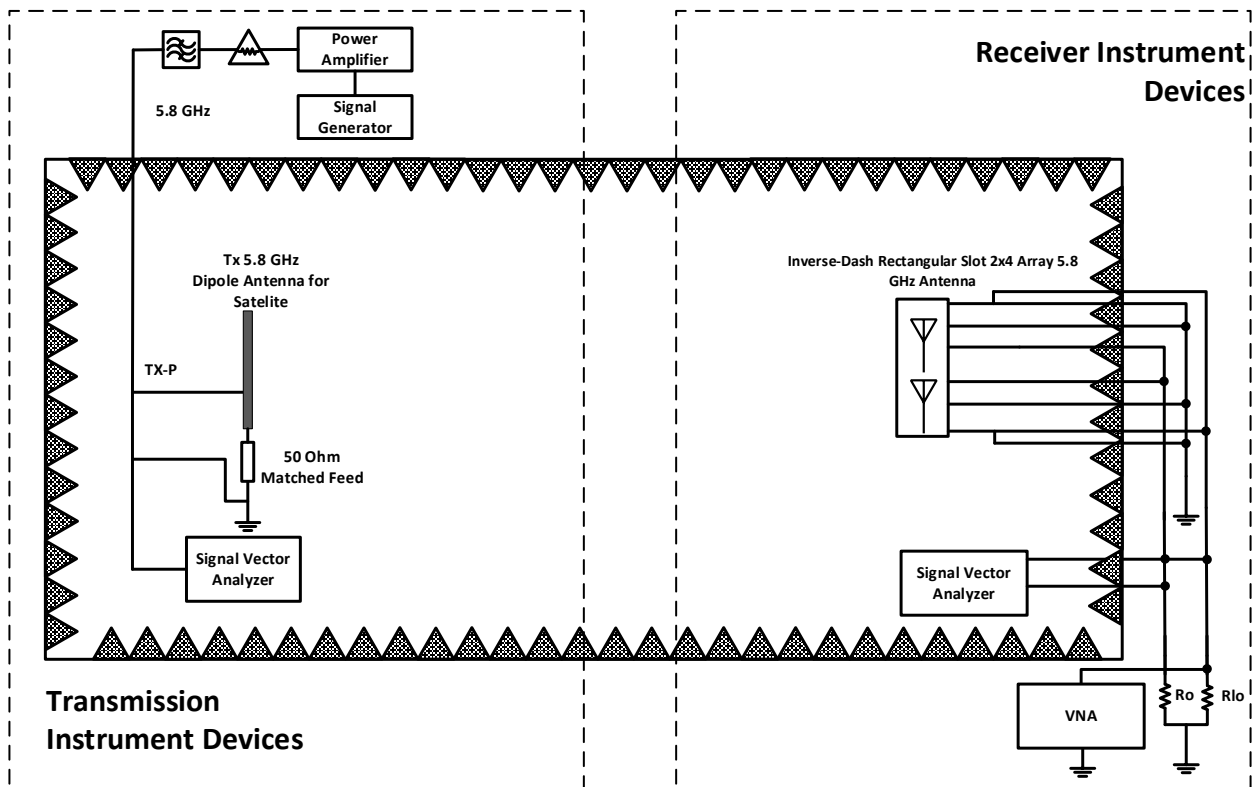 Power
Amplifier
Signal
Generator
5.8 GHz
Receiver Instrument
Devices
Tx 5.8 GHz
Dipole Antenna for
Satelite
TX-P
50 Ohm
Matched Feed
Signal Vector
Analyzer
Inverse-Dash Rectangular Slot 2x4 Array 5.8
GHz Antenna
Signal Vector
Analyzer
VNA
Ro
Rlo
Transmission
Instrument Devices